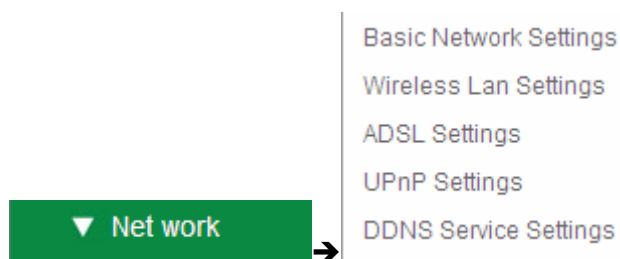 Basic Network Settings
Wireless Lan Settings
ADSL Settings
UPnP Settings
▼ Net work ➔ DDNS Service Settings